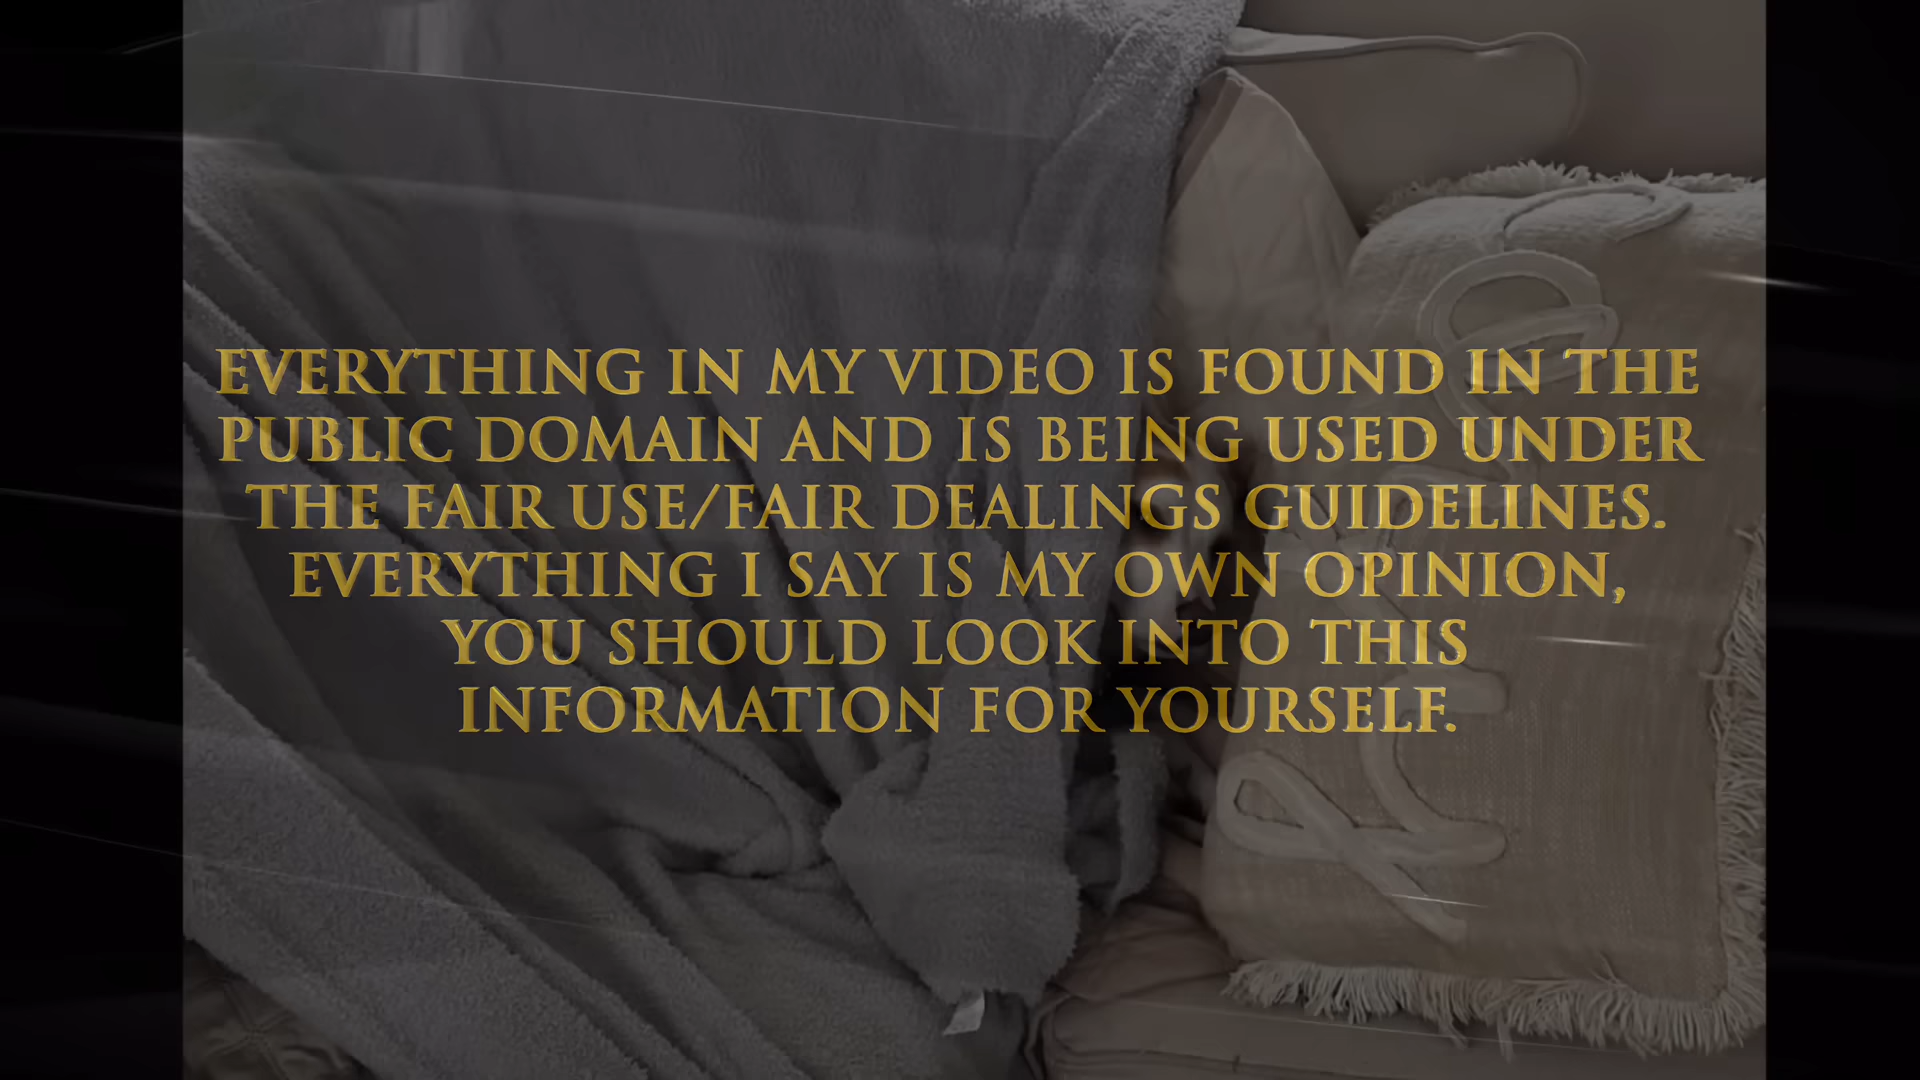 EVERYTHING IN MY VIDEO IS FOUND IN THE
PUBLIC DOMAIN AND IS BEING USED UNDER
THE FAIR USE/FAIR DEALINGS GUIDELINES.
EVERYTHING I SAY IS MY OWN OPINION,
YOU SHOULD LOOK INTO THIS
INFORMATION FOR YOURSELF.